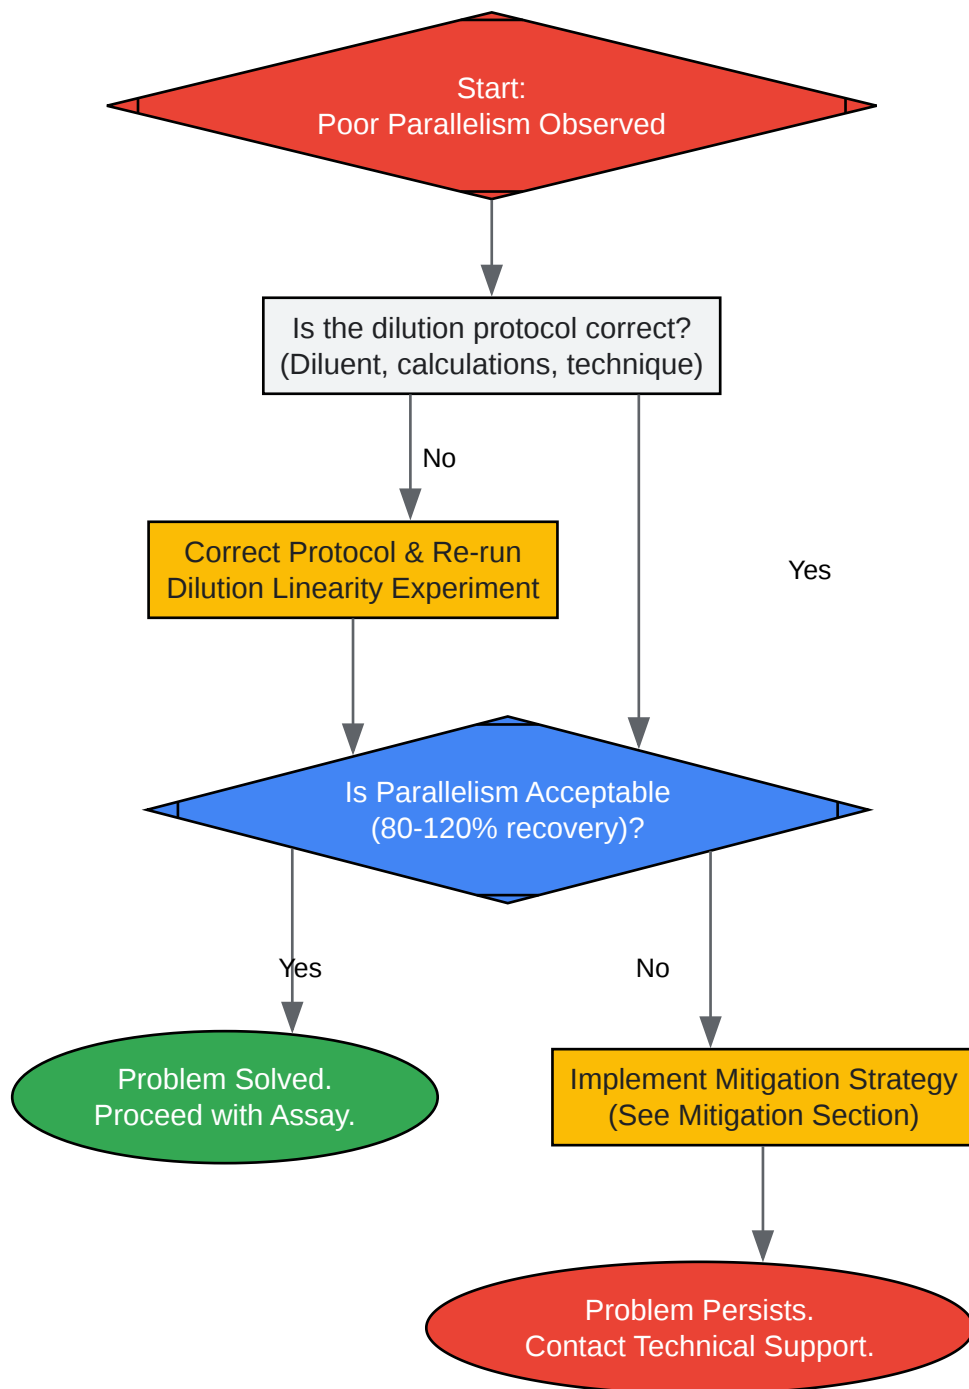 Start:
Poor Parallelism Observed
Is the dilution protocol correct?
(Diluent, calculations, technique)
No
Correct Protocol & Re-run
Dilution Linearity Experiment
Yes
Is Parallelism Acceptable
(80-120% recovery)?
Yes
No
Problem Solved.
Proceed with Assay.
Implement Mitigation Strategy
(See Mitigation Section)
Problem Persists.
Contact Technical Support.